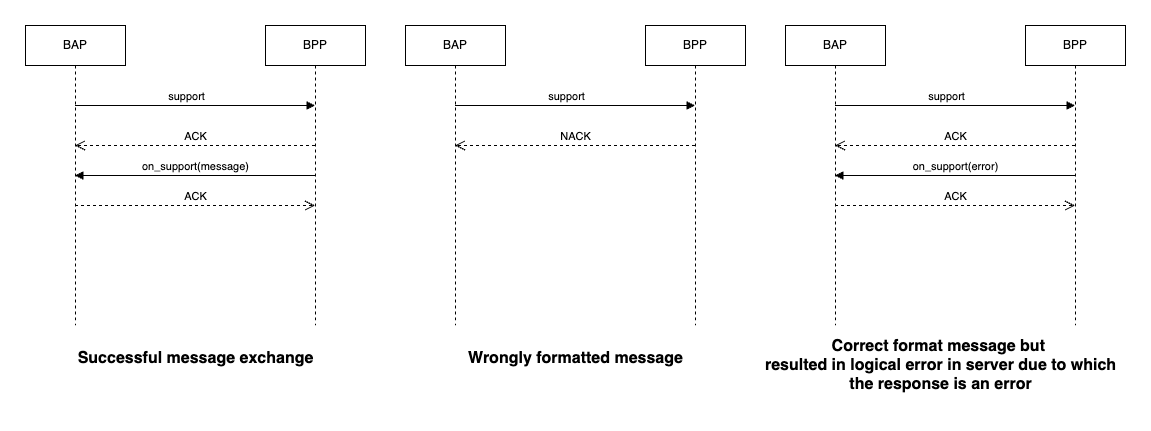 BAP
BPP
support
ACK
on_support(message)
ACK
Successful message exchange
BAP
BPP
support
NACK
Wrongly formatted message
BAP
BPP
support
ACK
on_support(error)
ACK
Correct format message but
resulted in logical error in server due to which
the response is an error